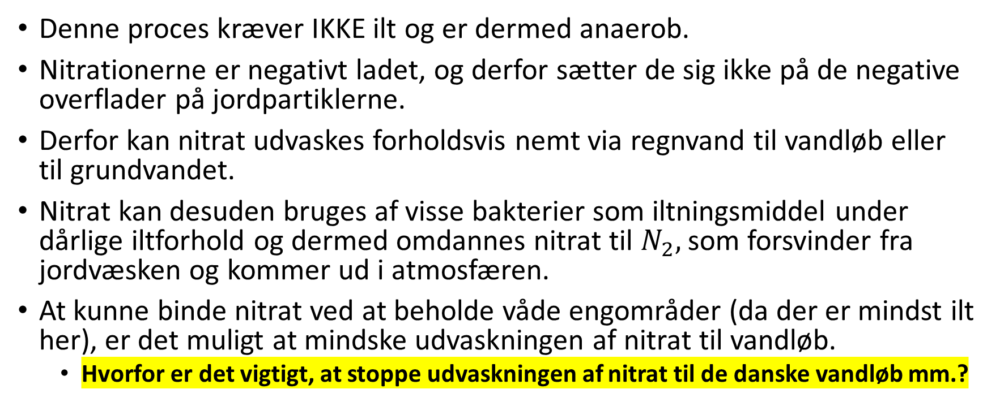 • Denne proces kræver IKKE ilt og er dermed anaerob.
• Nitrationerne er negativt ladet, og derfor sætter de sig ikke på de negative
overflader på jordpartiklerne.
• Derfor kan nitrat udvaskes forholdsvis nemt via regnvand til vandløb eller
til grundvandet.
• Nitrat kan desuden bruges af visse bakterier som iltningsmiddel under
dårlige iltforhold og dermed omdannes nitrat til N₂, som forsvinder fra
jordvæsken og kommer ud i atmosfæren.
• At kunne binde nitrat ved at beholde våde engområder (da der er mindst ilt
her), er det muligt at mindske udvaskningen af nitrat til vandløb.
• Hvorfor er det vigtigt, at stoppe udvaskningen af nitrat til de danske vandløb mm.?